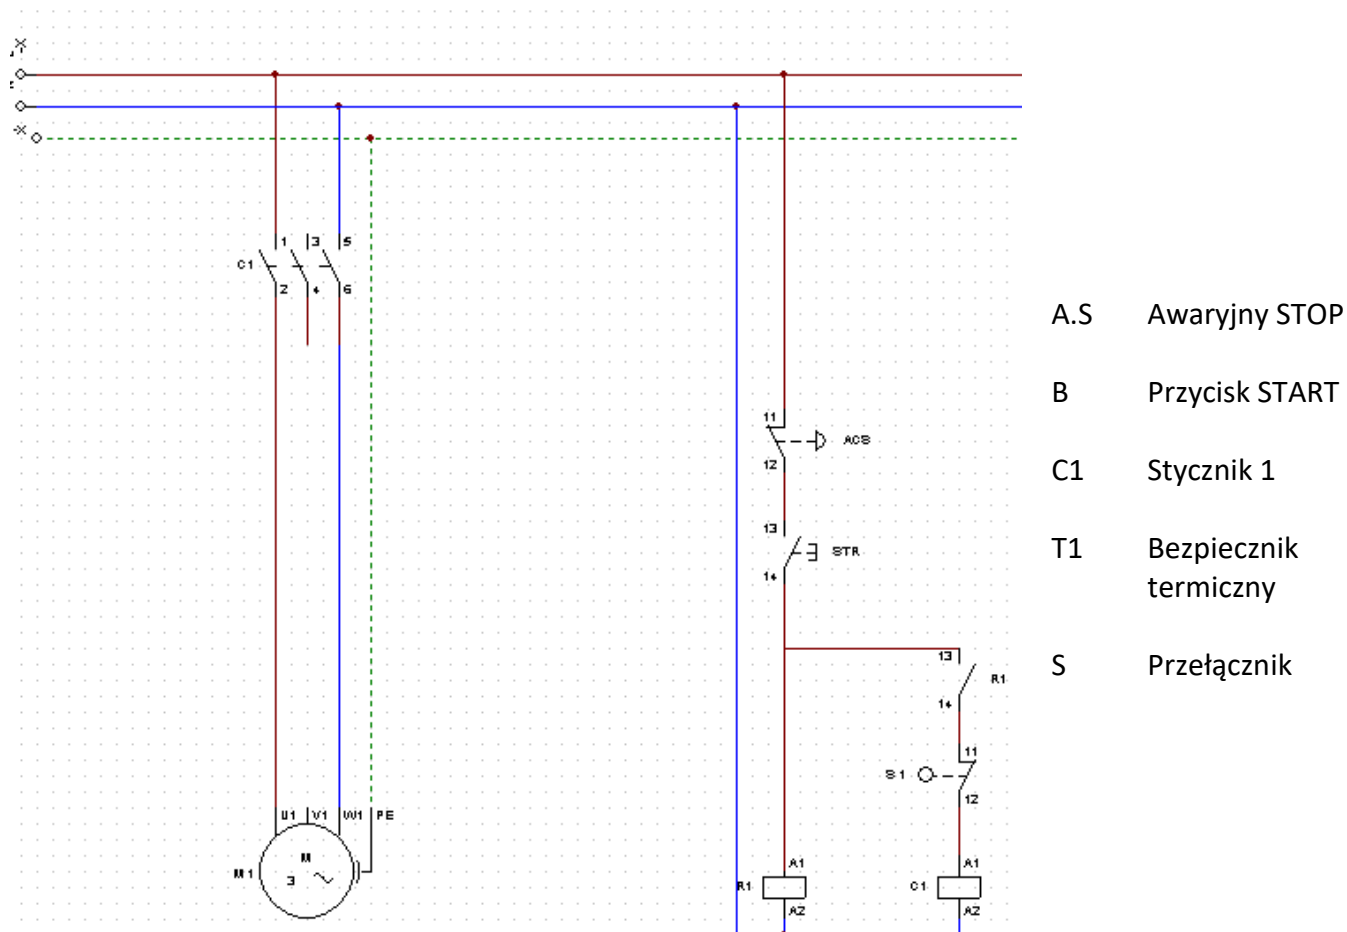 1 3 5
C1
2 4 6
11
ACS
12
13
STR
14
13
R1
14
11
S1
12
U1 V1 W1 PE
M
M1
3
A1 A1
R1 C1
A2 A2
A.S Awaryjny STOP
B Przycisk START
C1 Stycznik 1
T1 Bezpiecznik
termiczny
S Przełącznik